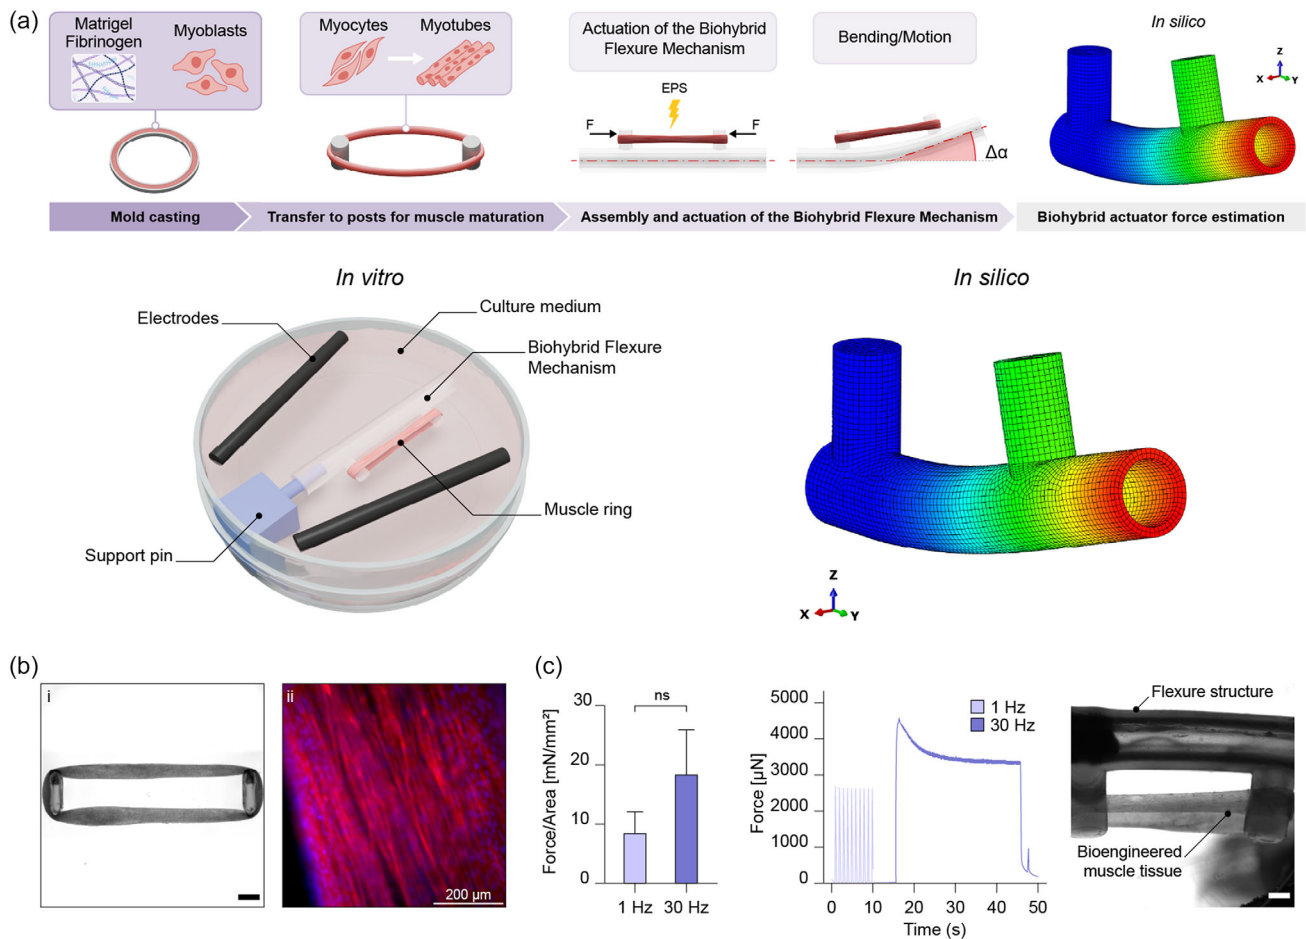 (a)
Matrigel
Fibrinogen
Myoblasts
Myocytes
Myotubes
Actuation of the Biohybrid
Flexure Mechanism
Bending/Motion
In silico
EPS
F
F
Δα
Z
X
Y
Mold casting
Transfer to posts for muscle maturation
Assembly and actuation of the Biohybrid Flexure Mechanism
Biohybrid actuator force estimation
In vitro
Electrodes
Culture medium
Biohybrid Flexure
Mechanism
Muscle ring
Support pin
In silico
Z
X
Y
(b)
i
ii
200 µm
(c)
Force/Area [mN/mm²]
30
20
10
0
ns
1 Hz
30 Hz
Force [µN]
5000
4000
3000
2000
1000
0
0
10
20
30
40
50
Time (s)
1 Hz
30 Hz
Flexure structure
Bioengineered
muscle tissue